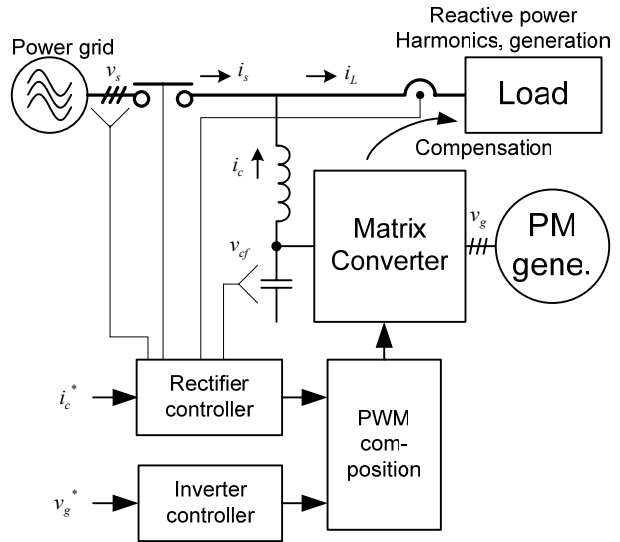 Reactive power
Harmonics, generation
Power grid
v_s
i_s
i_L
Load
Compensation
i_c
Matrix
Converter
v_g
PM
gene.
v_cf
i_c*
Rectifier
controller
PWM
com-
position
v_g*
Inverter
controller